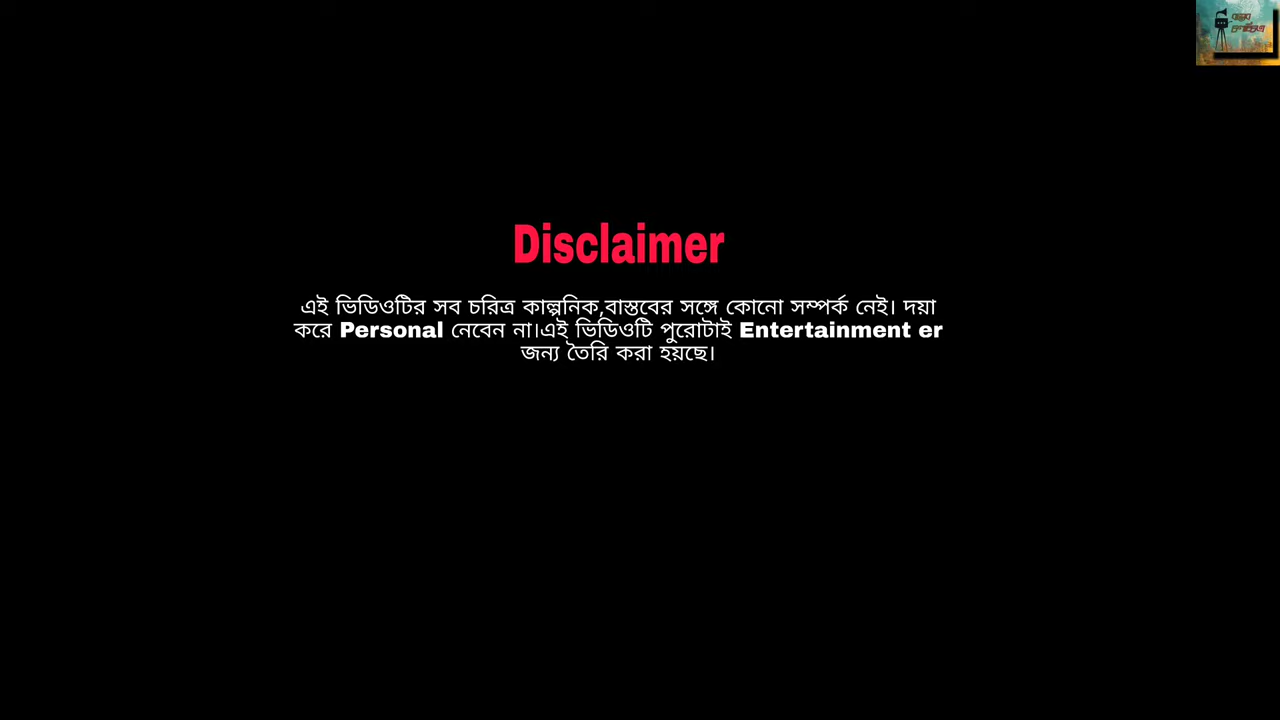 Disclaimer
এই ভিডিওটির সব চরিত্র কাল্পনিক,বাস্তবের সঙ্গে কোনো সম্পর্ক নেই। দয়া
করে Personal নেবেন না।এই ভিডিওটি পুরোটাই Entertainment er
জন্য তৈরি করা হয়ছে।